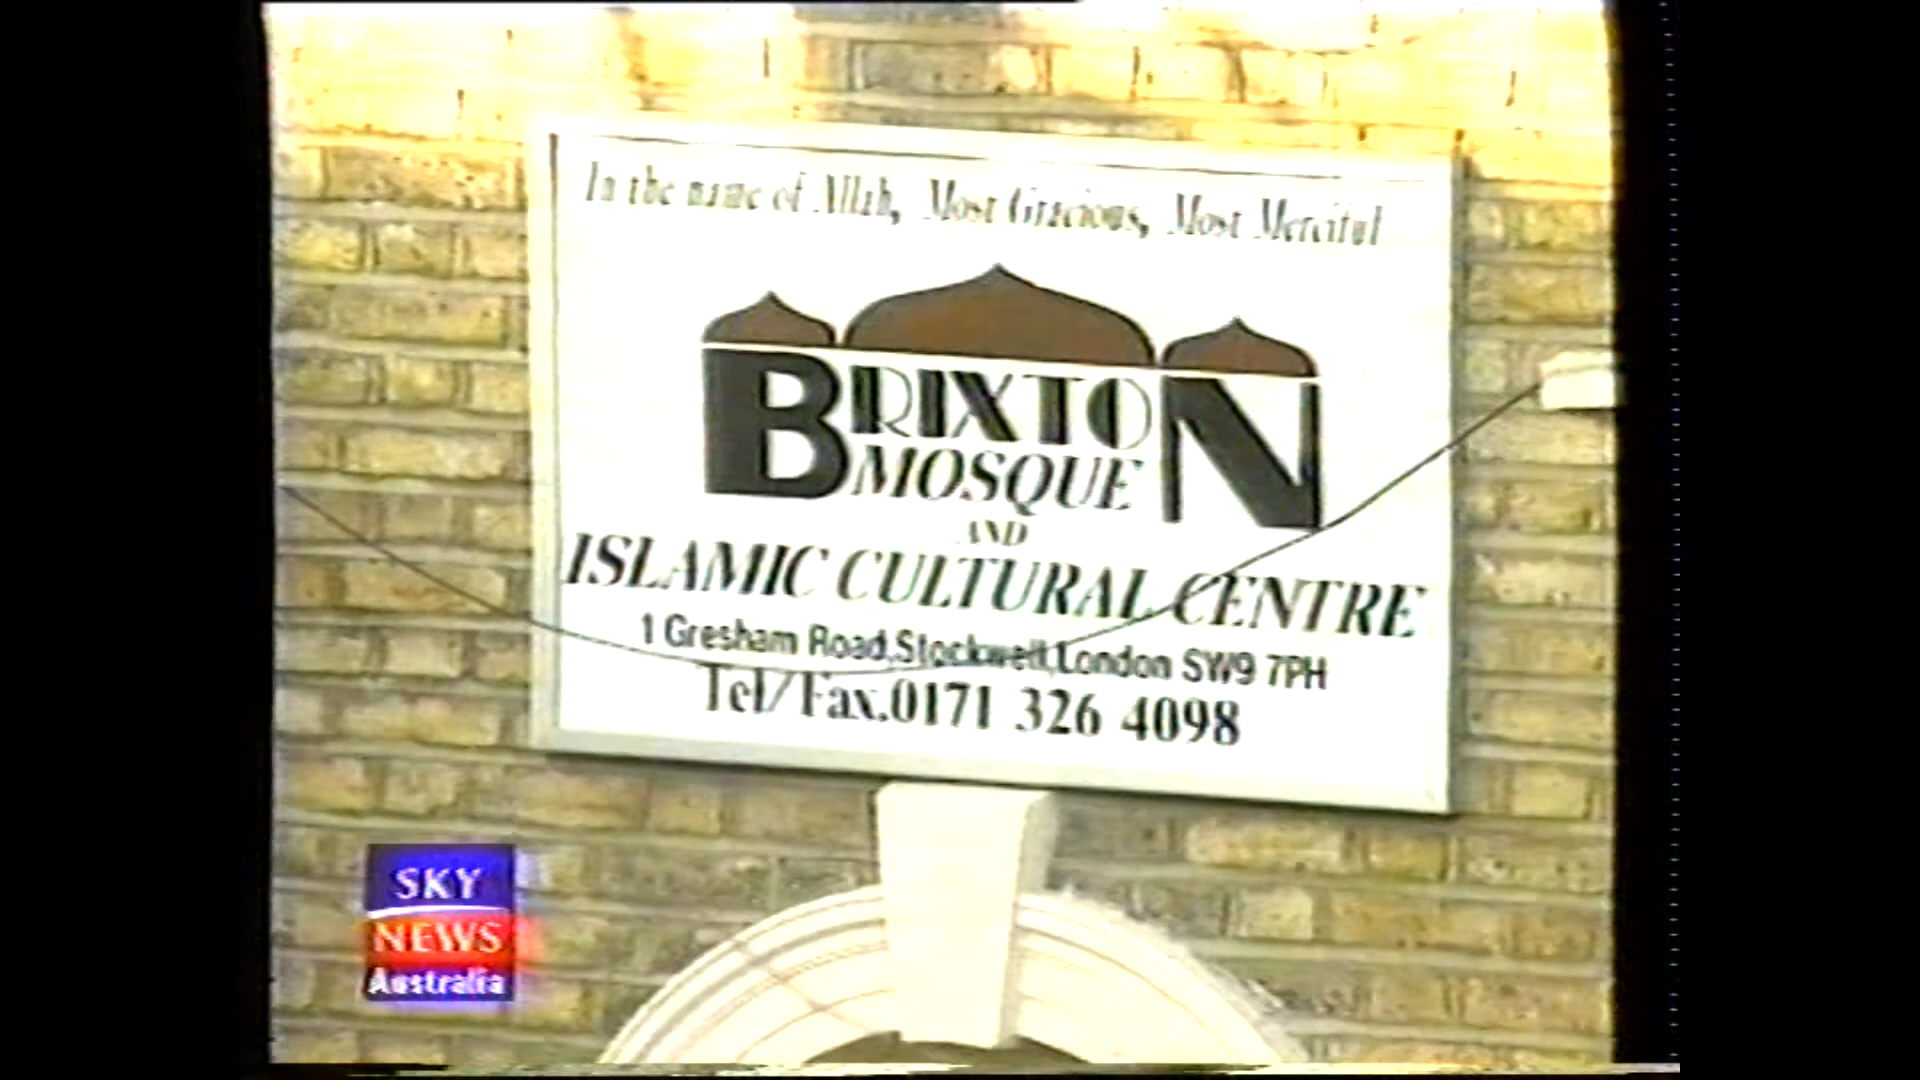 In the name of Allah, Most Gracious, Most Merciful
BRIXTON
MOSQUE
AND
ISLAMIC CULTURAL CENTRE
1 Gresham Road,Stockwell,London SW9 7PH
Tel/Fax.0171 326 4098
SKY
NEWS
Australia